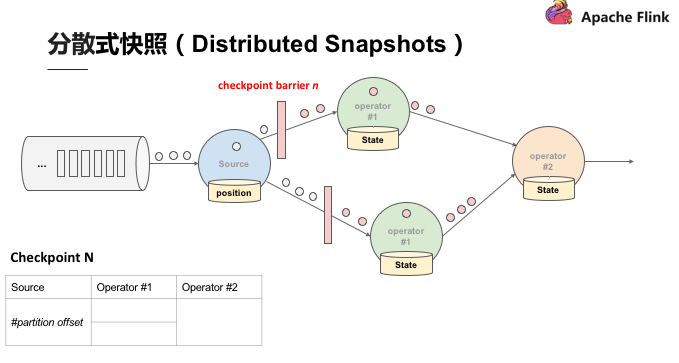 Apache Flink
分散式快照（Distributed Snapshots）
checkpoint barrier n
operator
#1
State
...
Source
position
operator
#2
State
operator
#1
State
Checkpoint N
Source Operator #1 Operator #2
#partition offset